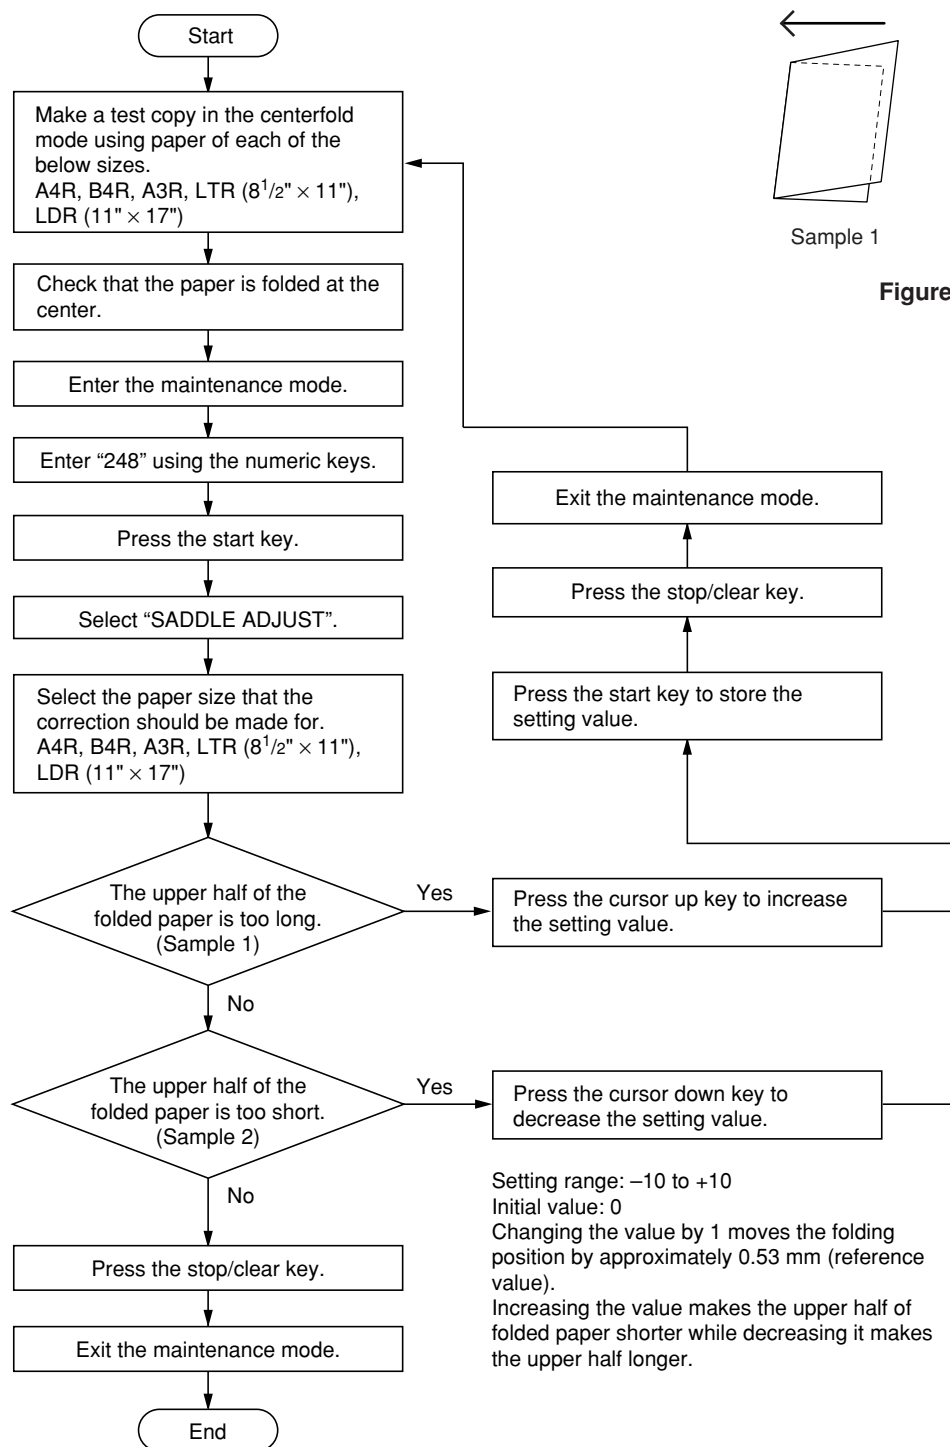 Start
Make a test copy in the centerfold
mode using paper of each of the
below sizes.
A4R, B4R, A3R, LTR (8 1/2" × 11"),
LDR (11" × 17")
Check that the paper is folded at the
center.
Enter the maintenance mode.
Enter “248” using the numeric keys.
Press the start key.
Select “SADDLE ADJUST”.
Select the paper size that the
correction should be made for.
A4R, B4R, A3R, LTR (8 1/2" × 11"),
LDR (11" × 17")
The upper half of the
folded paper is too long.
(Sample 1)
Yes
No
Press the cursor up key to increase
the setting value.
The upper half of the
folded paper is too short.
(Sample 2)
Yes
No
Press the cursor down key to
decrease the setting value.
Press the start key to store the
setting value.
Press the stop/clear key.
Exit the maintenance mode.
Press the stop/clear key.
Exit the maintenance mode.
End
Sample 1
Figure
Setting range: –10 to +10
Initial value: 0
Changing the value by 1 moves the folding
position by approximately 0.53 mm (reference
value).
Increasing the value makes the upper half of
folded paper shorter while decreasing it makes
the upper half longer.